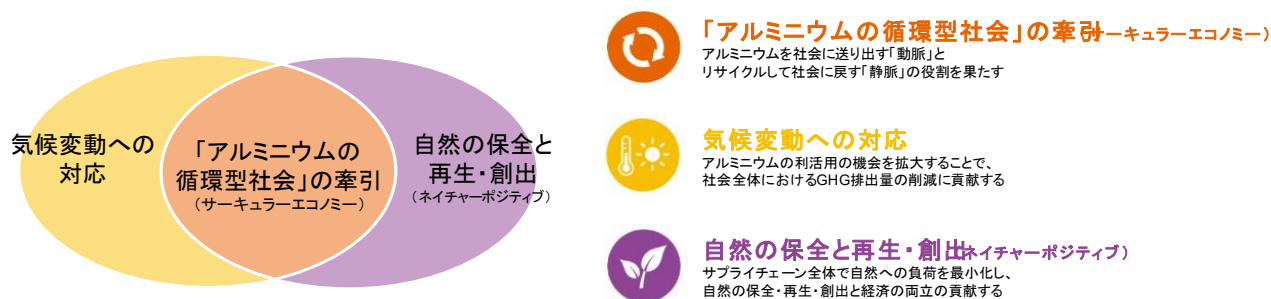 気候変動への
対応
「アルミニウムの
循環型社会」の牽引
（サーキュラーエコノミー）
自然の保全と
再生・創出
（ネイチャーポジティブ）
「アルミニウムの循環型社会」の牽引サーキュラーエコノミー）
アルミニウムを社会に送り出す「動脈」と
リサイクルして社会に戻す「静脈」の役割を果たす
気候変動への対応
アルミニウムの利活用の機会を拡大することで、
社会全体におけるGHG排出量の削減に貢献する
自然の保全と再生・創出ネイチャーポジティブ）
サプライチェーン全体で自然への負荷を最小化し、
自然の保全・再生・創出と経済の両立の貢献する